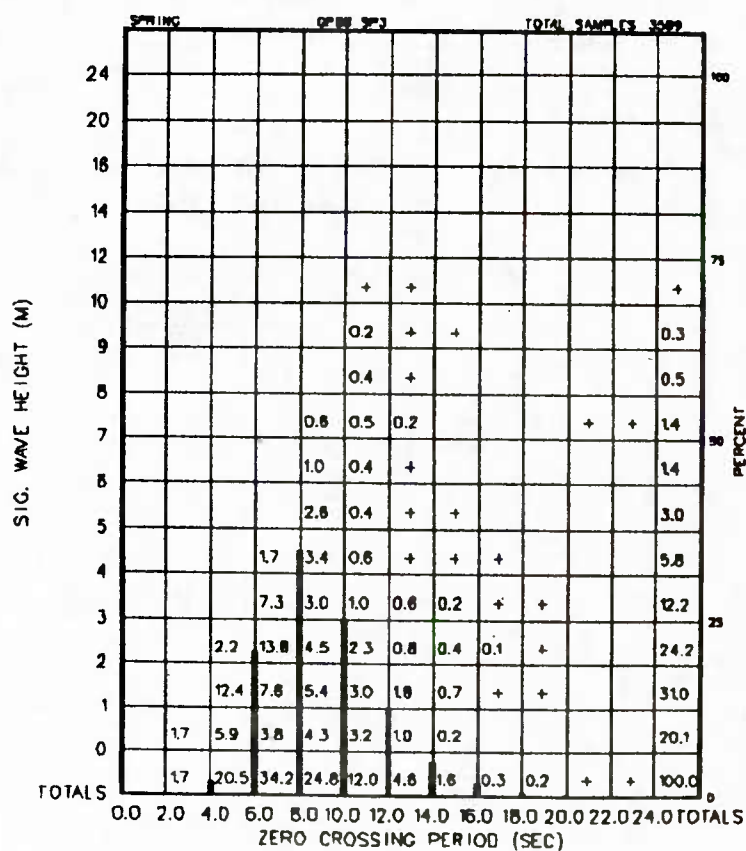 SPRING TOTAL SAMPLES
24 100
20
16
14
12 75
10 + + +
9 0.2 + + 0.3
8 0.4 + 0.5
7 0.6 0.5 0.2 + + 1.4
6 1.0 0.4 + 1.4
5 2.6 0.4 + + 3.0
4 1.7 3.4 0.6 + + + 5.8
3 7.3 3.0 1.0 0.6 0.2 + + 12.2
2 2.2 13.8 4.5 2.3 0.8 0.4 0.1 + 24.2
1 12.4 7.6 5.4 3.0 1.8 0.7 + + 31.0
0 1.7 5.9 3.8 4.3 3.2 1.0 0.2 20.1
TOTALS 1.7 20.5 34.2 24.8 12.0 4.6 1.6 0.3 0.2 + + 100.0
0.0 2.0 4.0 6.0 8.0 10.0 12.0 14.0 16.0 18.0 20.0 22.0 24.0 TOTALS
ZERO CROSSING PERIOD (SEC)
SIG. WAVE HEIGHT (M)
PERCENT
50
25
0